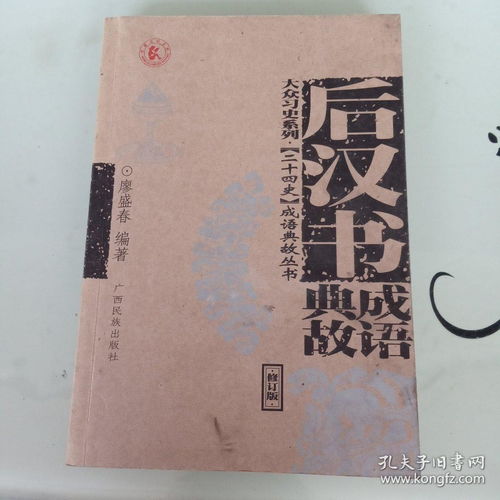 后汉书
成语
典故
大众习史系列·【二十四史】成语典故丛书
廖盛春 编著
广西民族出版社
·修订版·
孔夫子旧书网
www.kongfz.com